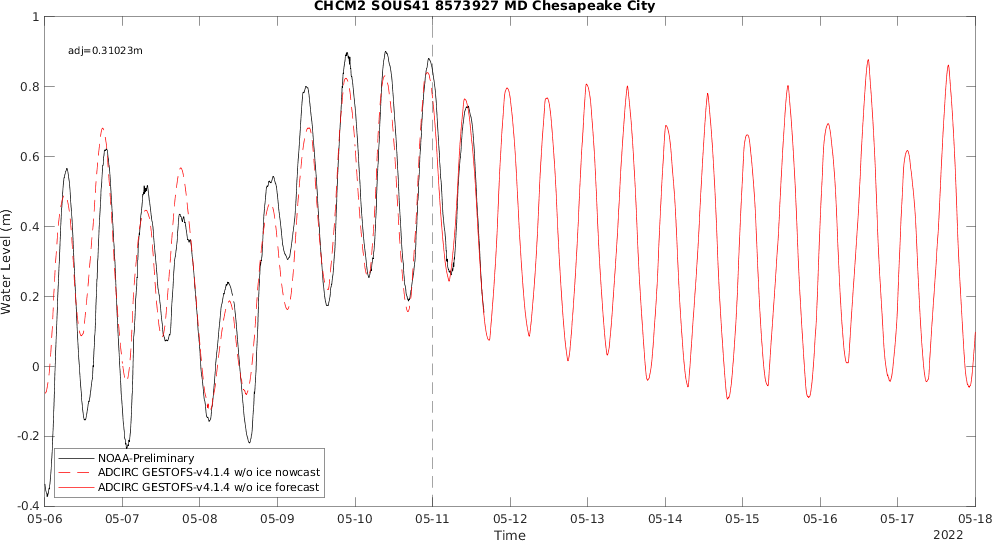 CHCM2 SOUS41 8573927 MD Chesapeake City
adj=0.31023m
1
0.8
0.6
0.4
0.2
0
-0.2
-0.4
Water Level (m)
NOAA-Preliminary
ADCIRC GESTOFS-v4.1.4 w/o ice nowcast
ADCIRC GESTOFS-v4.1.4 w/o ice forecast
05-06 05-07 05-08 05-09 05-10 05-11 05-12 05-13 05-14 05-15 05-16 05-17 05-18
Time
2022